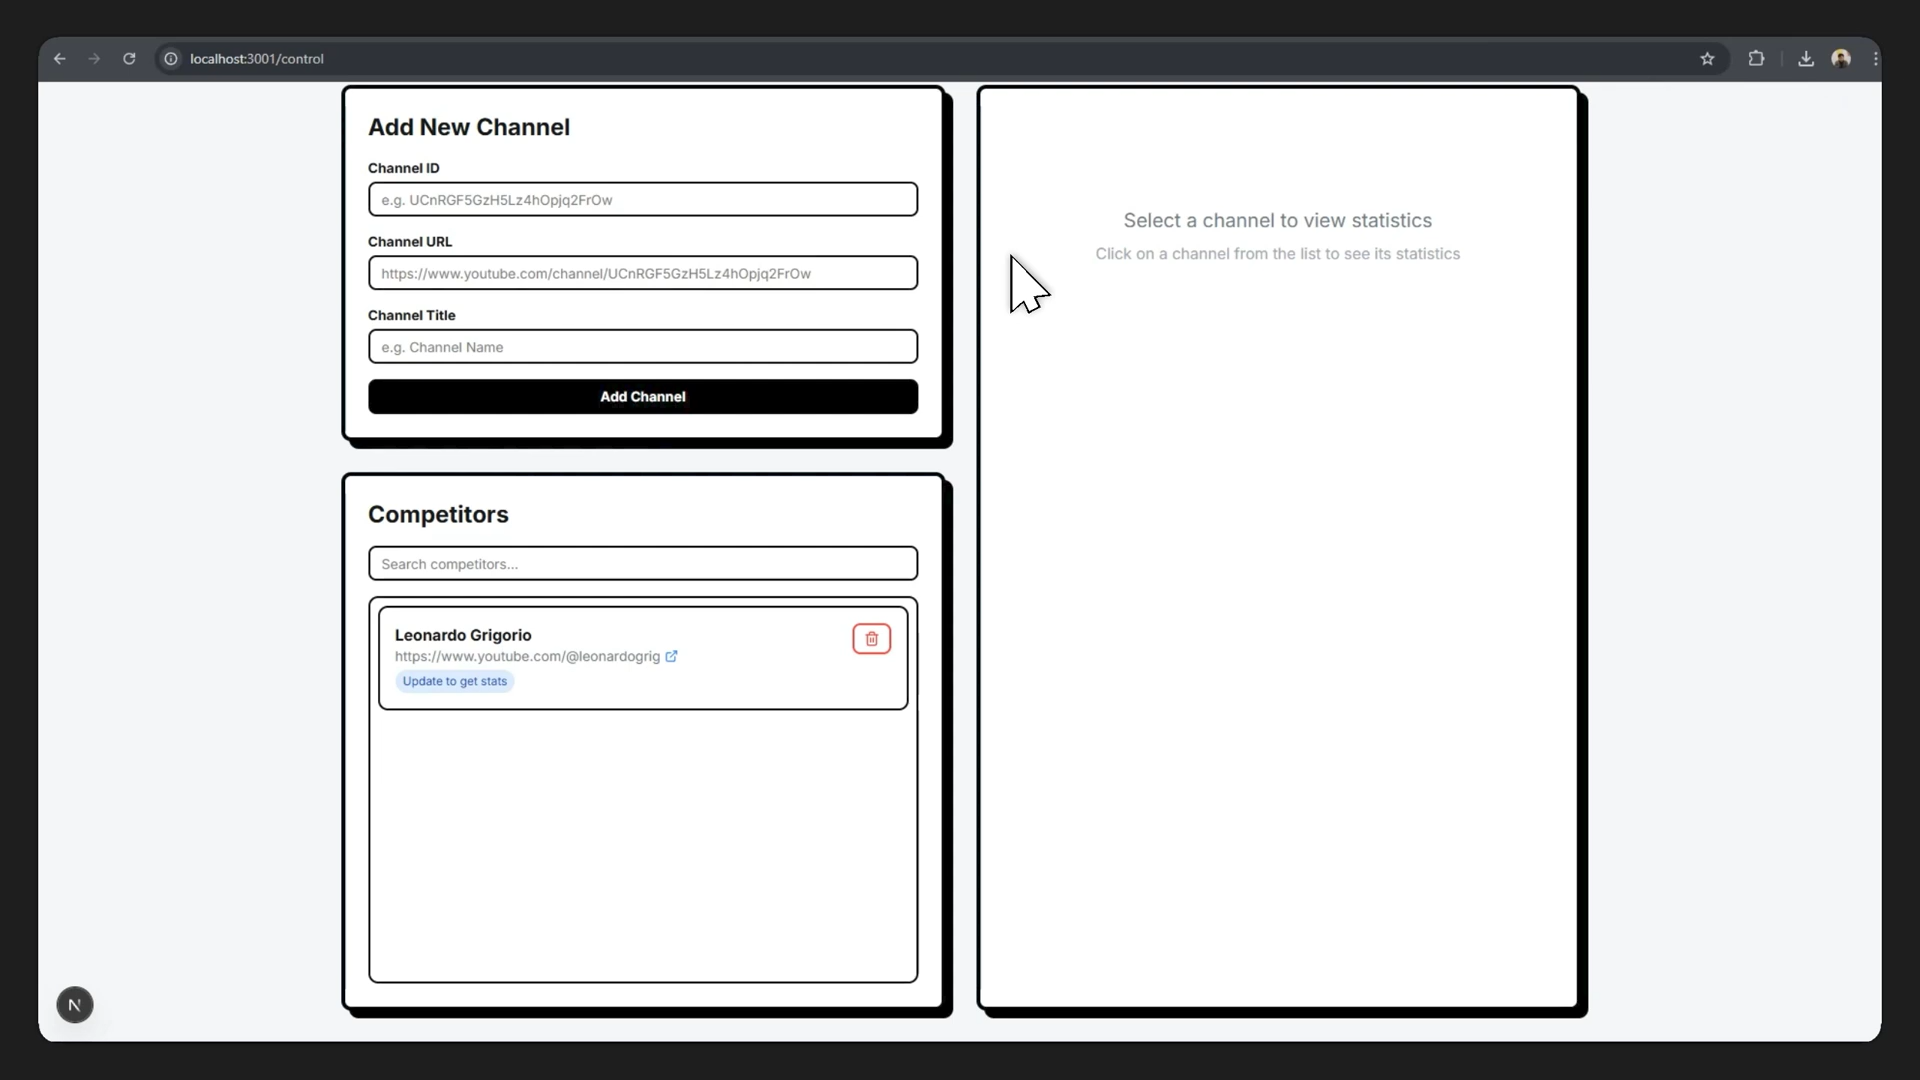 localhost:3001/control
Add New Channel
Channel ID
e.g. UCnRGF5GzH5Lz4hOpjq2FrOw
Channel URL
https://www.youtube.com/channel/UCnRGF5GzH5Lz4hOpjq2FrOw
Channel Title
e.g. Channel Name
Add Channel
Competitors
Search competitors...
Leonardo Grigorio
https://www.youtube.com/@leonardogrig
Update to get stats
Select a channel to view statistics
Click on a channel from the list to see its statistics
N